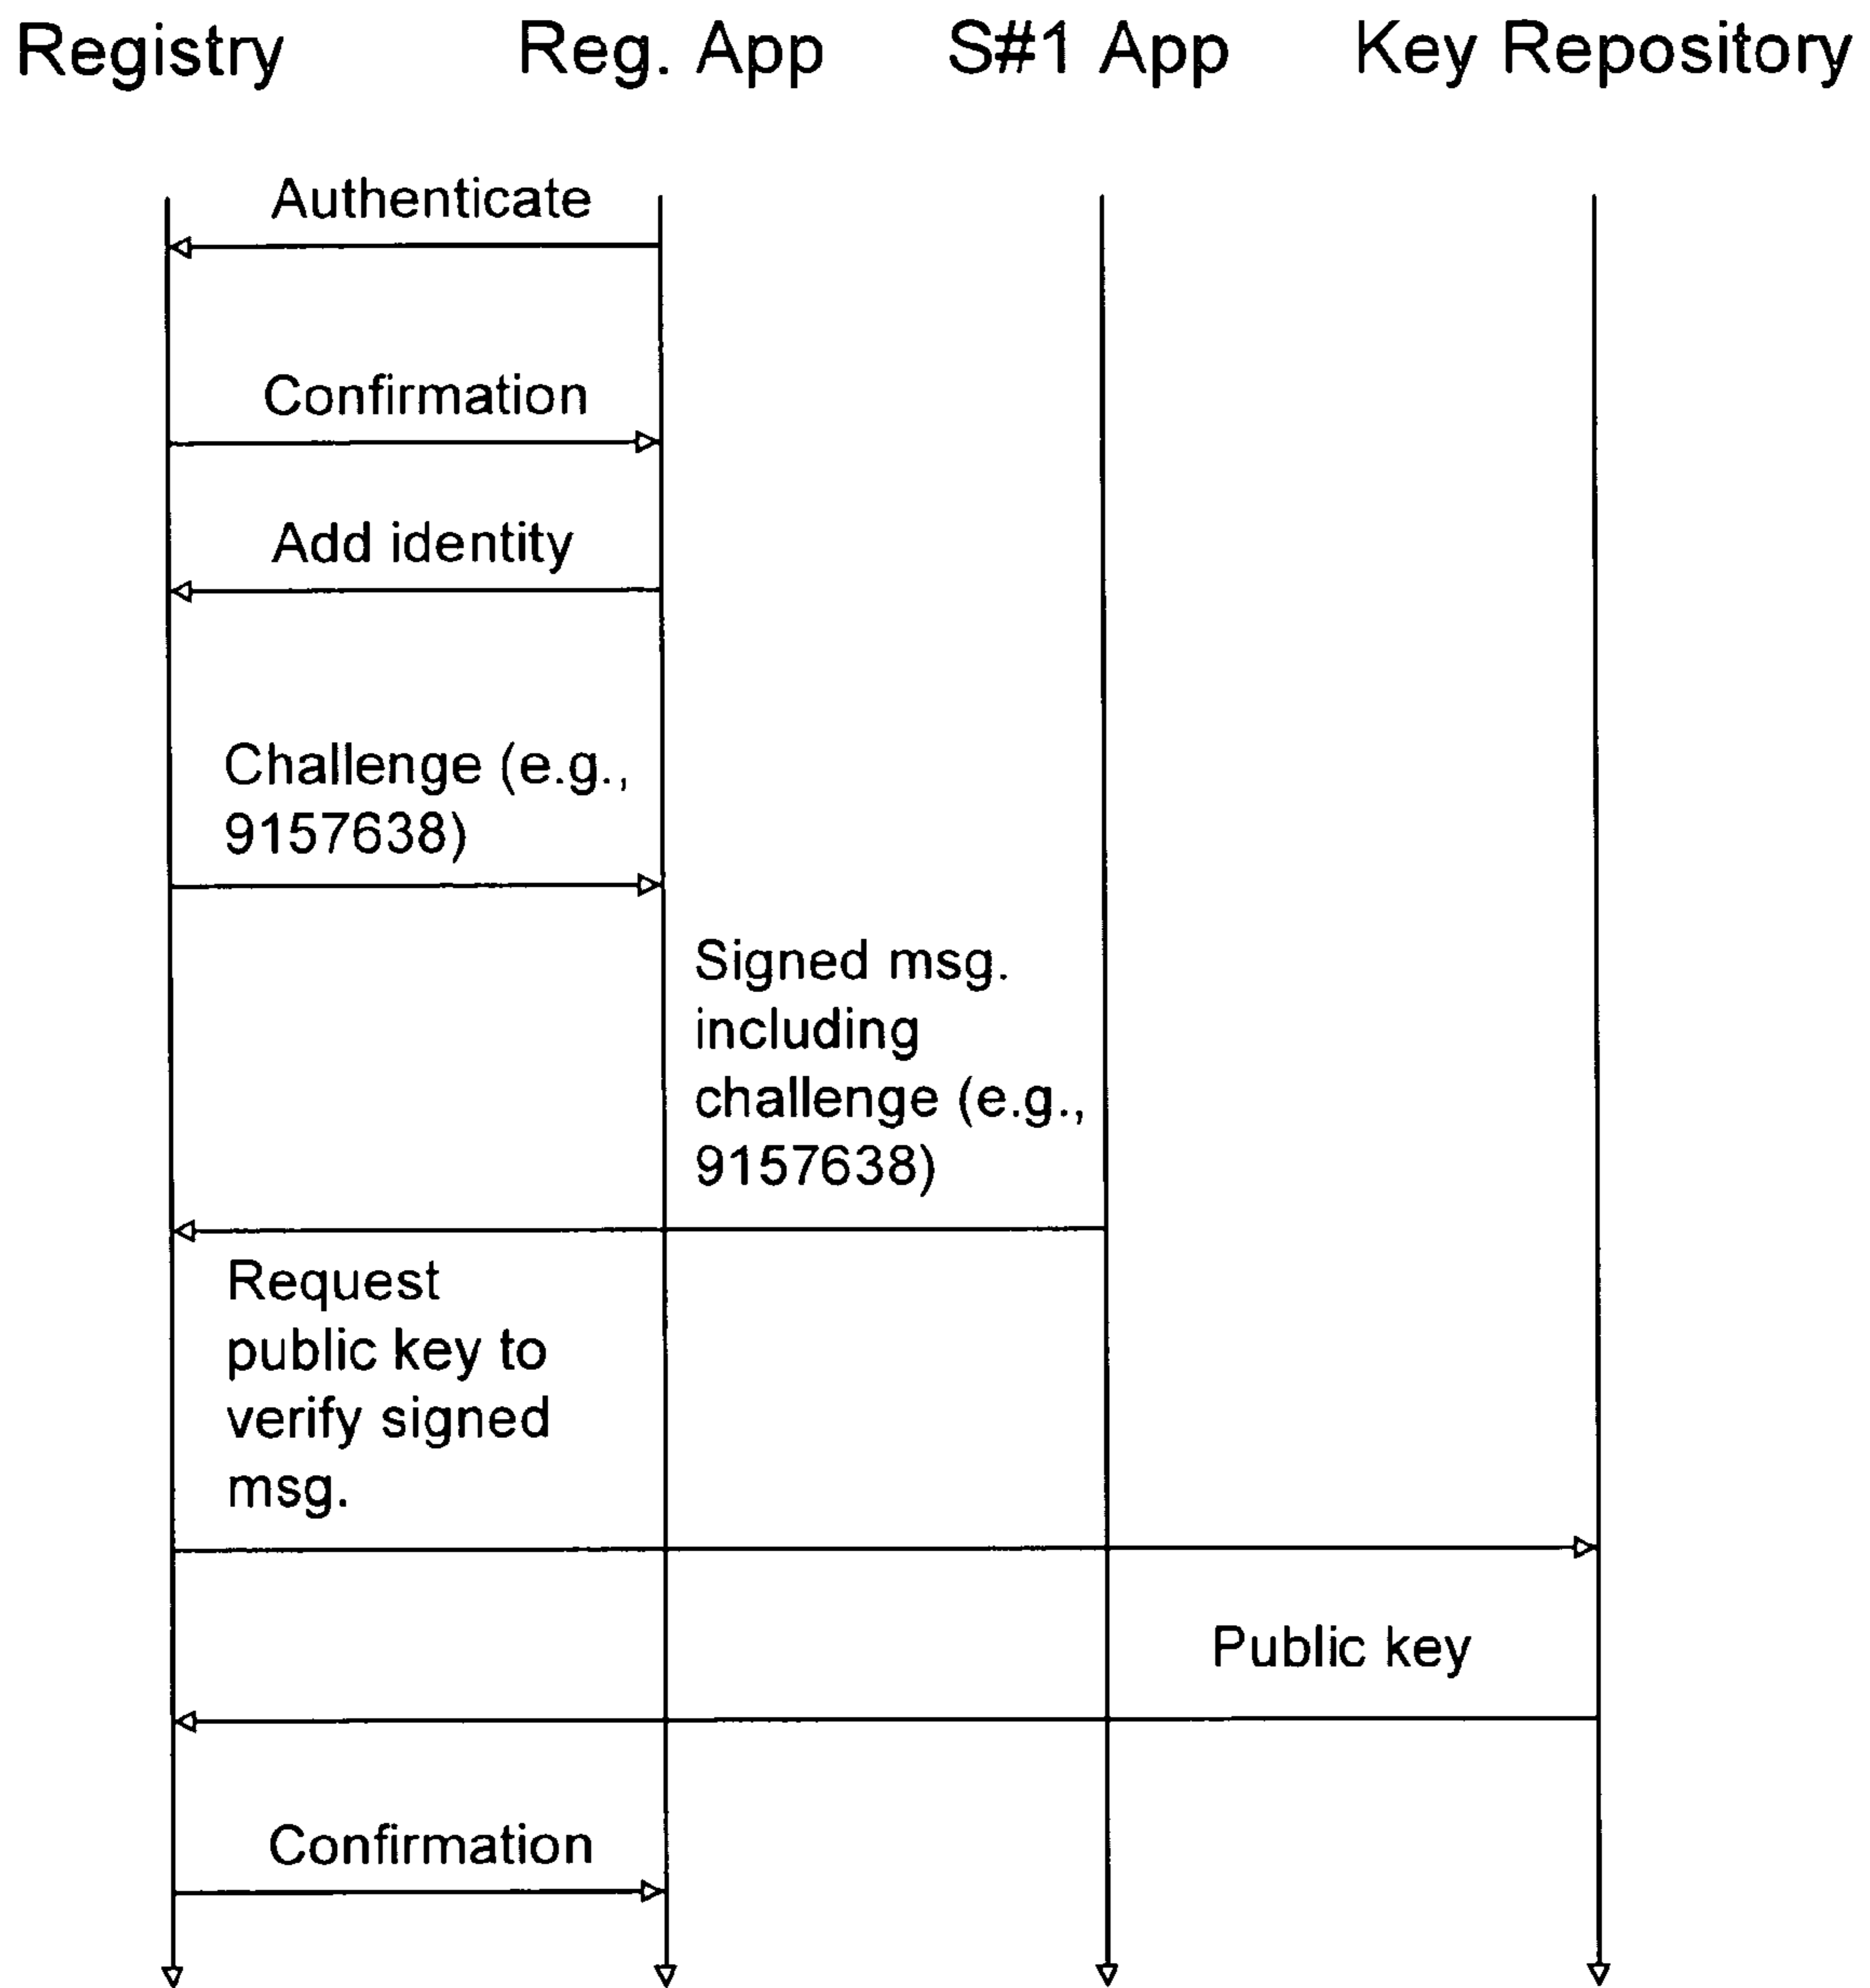 Registry Reg. App S#1 App Key Repository
Authenticate
Confirmation
Add identity
Challenge (e.g.,
9157638)
Signed msg.
including
challenge (e.g.,
9157638)
Request
public key to
verify signed
msg.
Public key
Confirmation